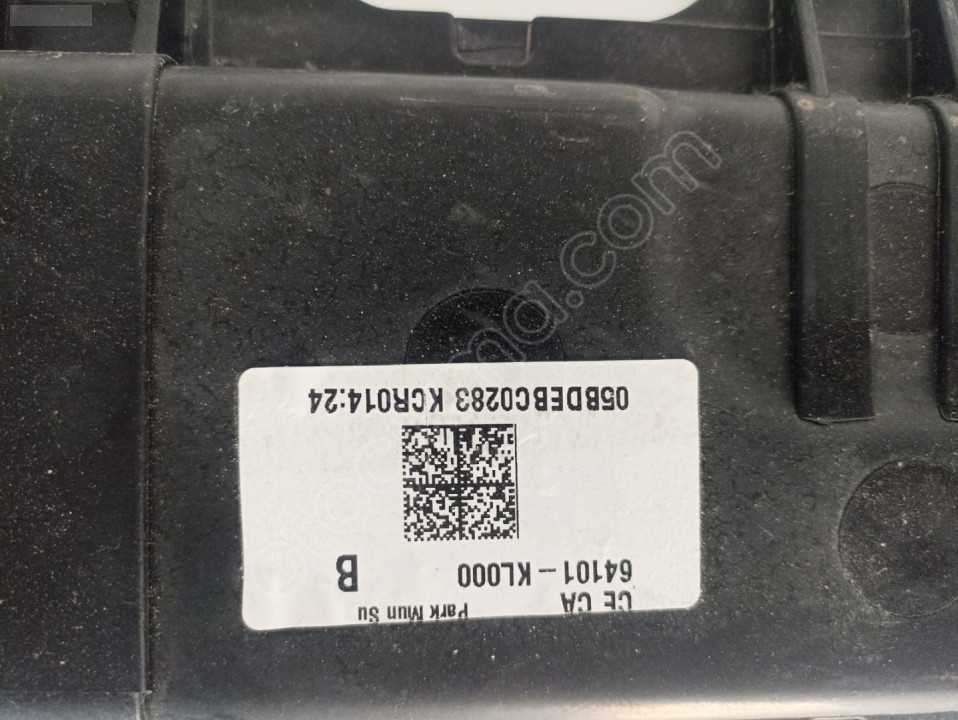 CE CA Park Mun Su
64101-KL000 B
05BDEBC0283 KCR014:24